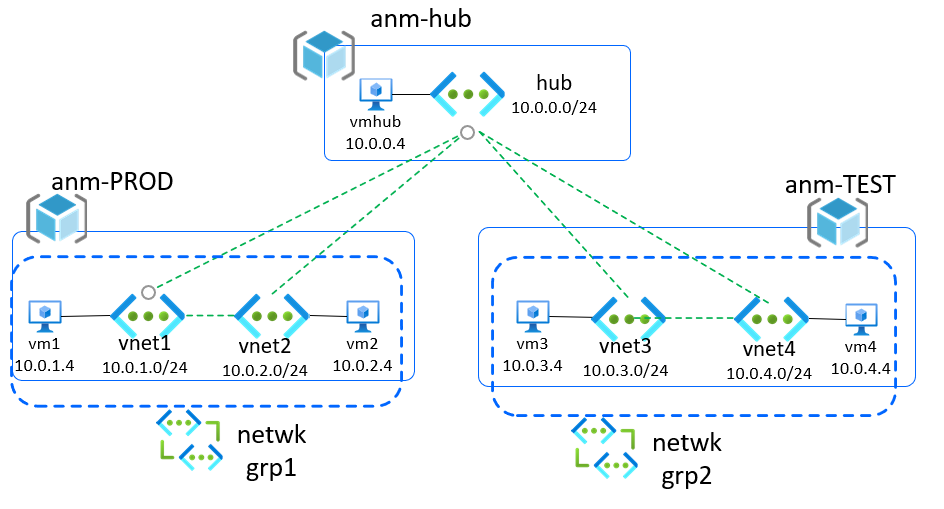 anm-hub
hub
10.0.0.0/24
vmhub
10.0.0.4
anm-PROD
vm1
10.0.1.4
vnet1
10.0.1.0/24
vnet2
10.0.2.0/24
vm2
10.0.2.4
netwk
grp1
anm-TEST
vm3
10.0.3.4
vnet3
10.0.3.0/24
vnet4
10.0.4.0/24
vm4
10.0.4.4
netwk
grp2